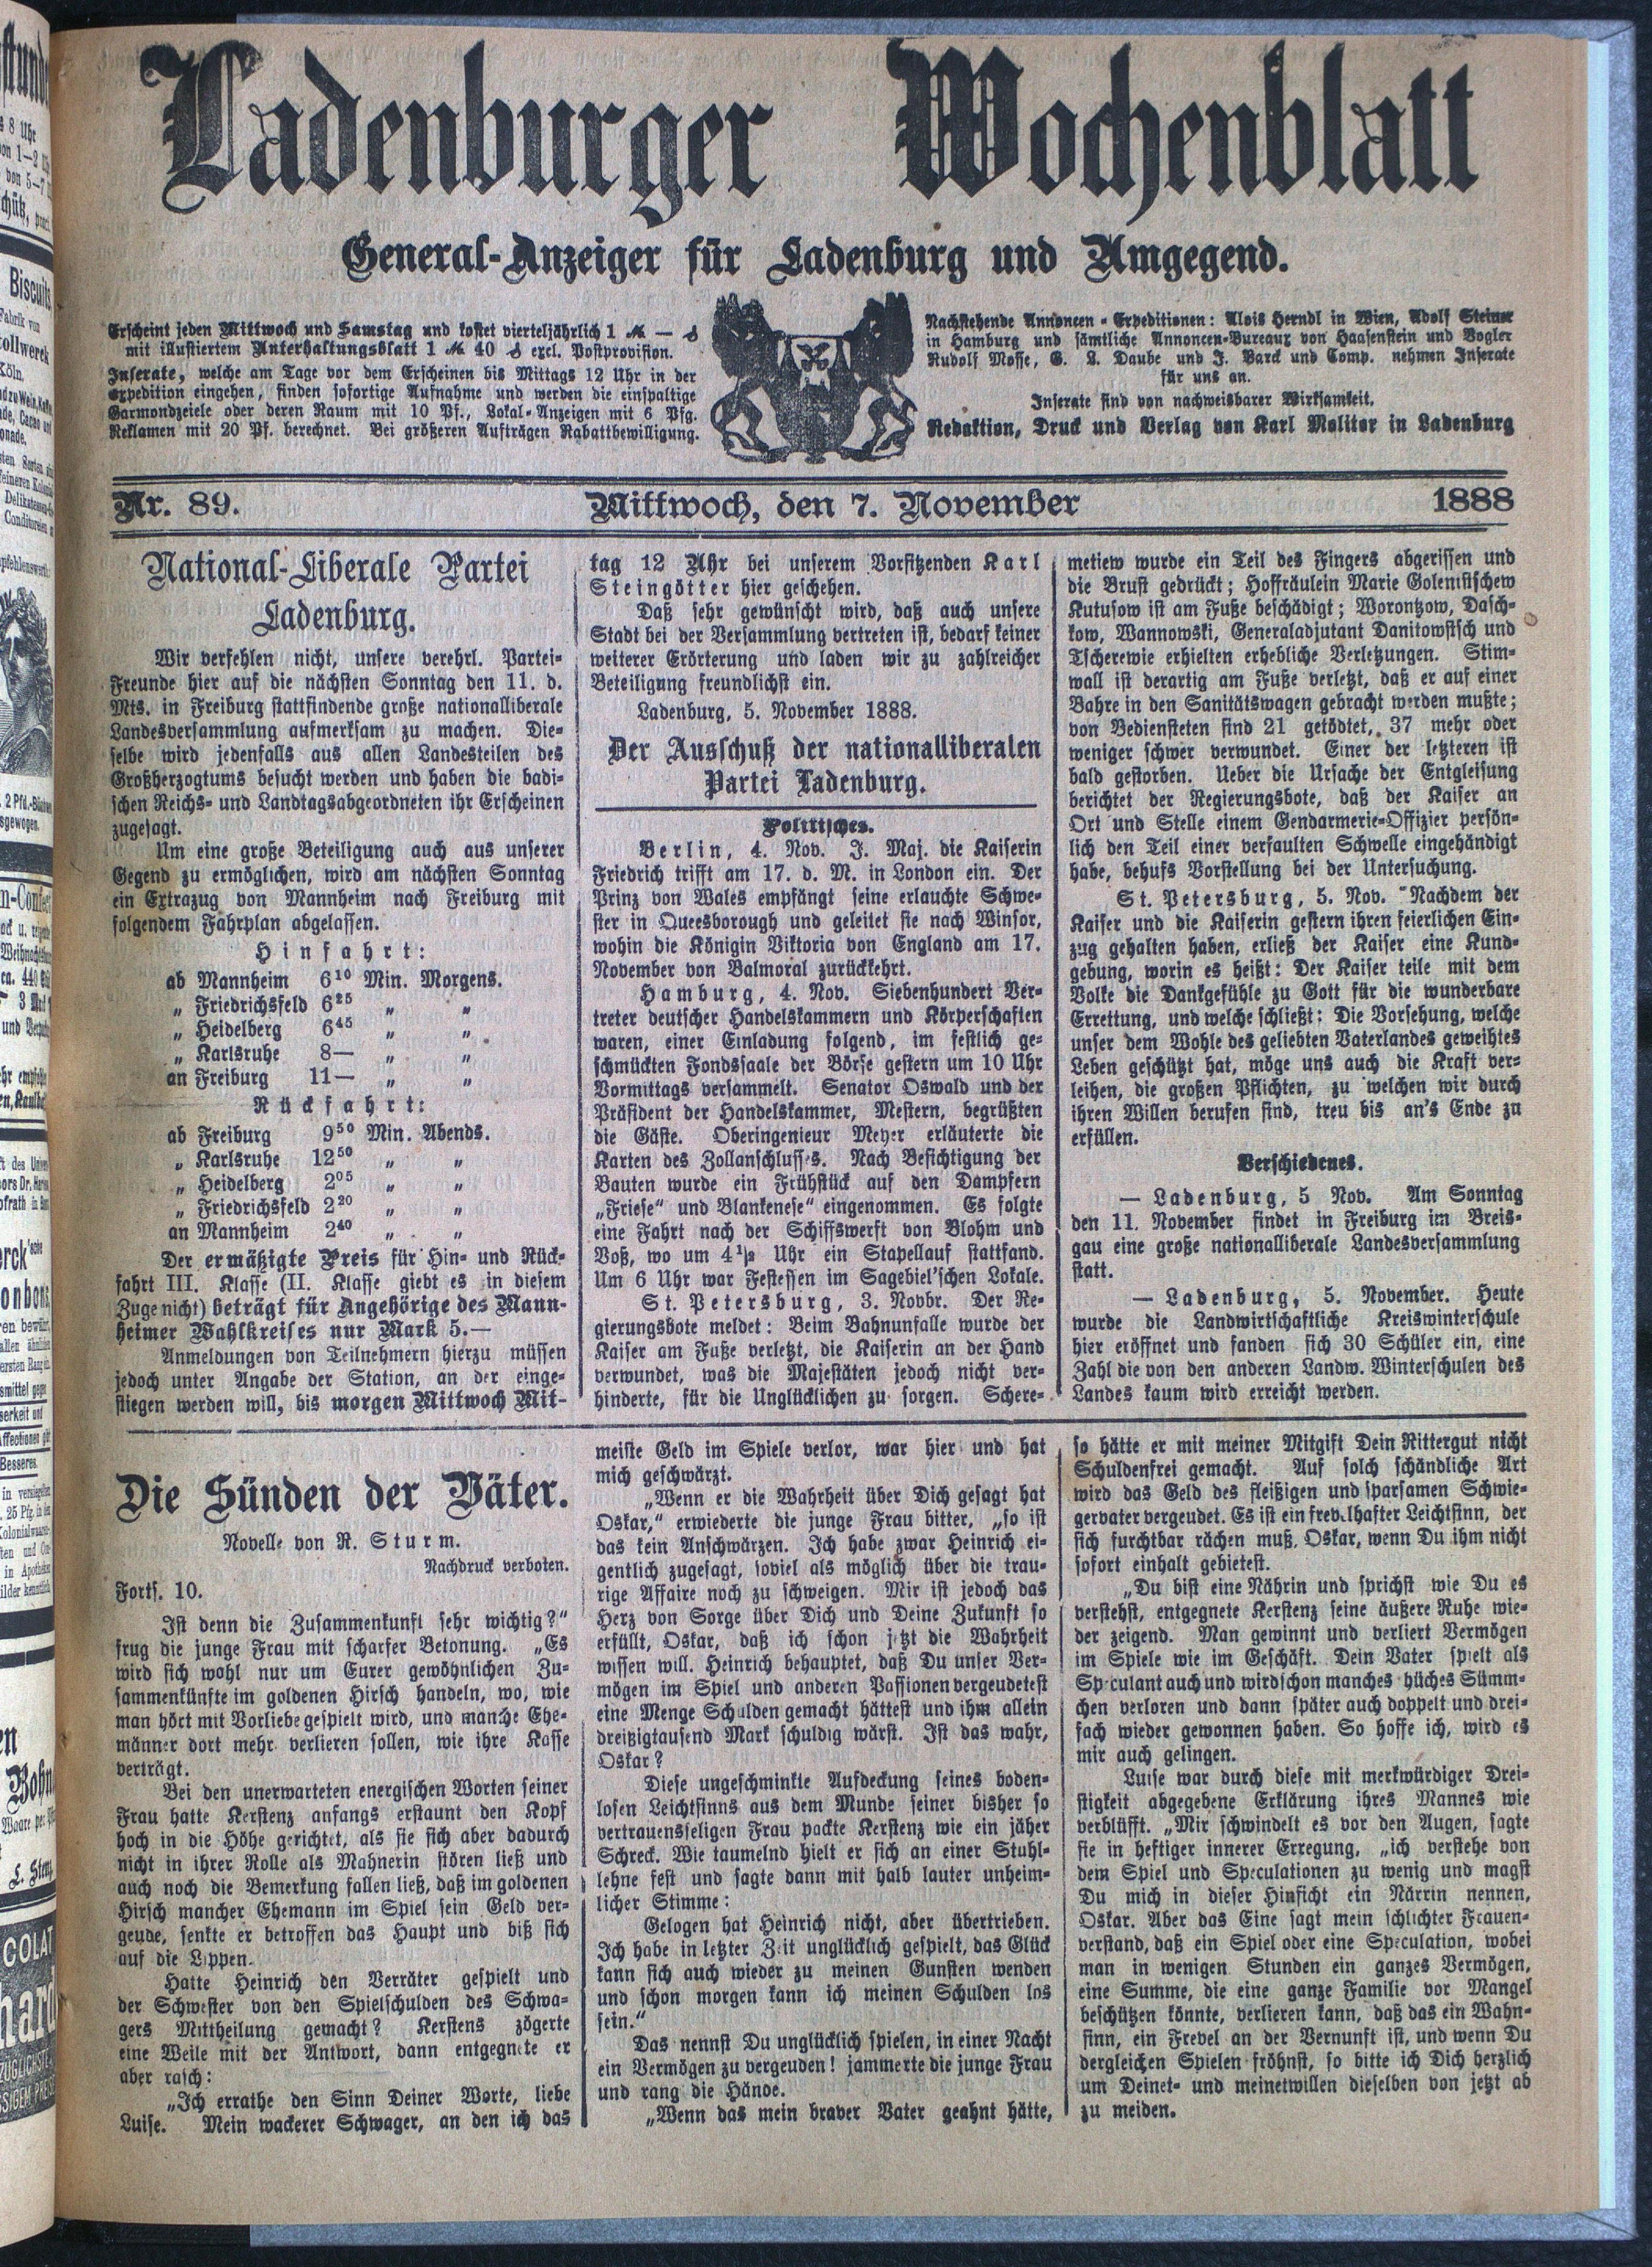 Ladenburger Wochenblatt
General-Anzeiger für Ladenburg und Umgegend.
Erscheint jeden Mittwoch und Samstag und kostet vierteljährlich 1 ℳ — ₰
mit illustiertem Unterhaltungsblatt 1 ℳ 40 ₰ excl. Postprovision.
Inserate, welche am Tage vor dem Erscheinen bis Mittags 12 Uhr in der
Expedition eingehen, finden sofortige Aufnahme und werden die einspaltige
Garmondzeiele oder deren Raum mit 10 Pf., Lokal-Anzeigen mit 6 Pfg.
Reklamen mit 20 Pf. berechnet. Bei größeren Aufträgen Rabattbewilligung.
Nachstehende Annoncen-Expeditionen: Alois Herndl in Wien, Adolf Steiner
in Hamburg und sämtliche Annoncen-Bureaux von Haasenstein und Vogler
Rudolf Mosse, G. L. Daube und J. Barck und Comp. nehmen Inserate
für uns an.
Inserate sind von nachweisbarer Wirksamkeit.
Redaktion, Druck und Verlag von Karl Molitor in Ladenburg
Nr. 89. Mittwoch, den 7. November 1888
National-Liberale Partei
Ladenburg.
Wir verfehlen nicht, unsere verehrl. Partei-
Freunde hier auf die nächsten Sonntag den 11. d.
Mts. in Freiburg stattfindende große nationalliberale
Landesversammlung aufmerksam zu machen. Die-
selbe wird jedenfalls aus allen Landesteilen des
Großherzogtums besucht werden und haben die badi-
schen Reichs- und Landtagsabgeordneten ihr Erscheinen
zugesagt.
Um eine große Beteiligung auch aus unserer
Gegend zu ermöglichen, wird am nächsten Sonntag
ein Extrazug von Mannheim nach Freiburg mit
folgendem Fahrplan abgelassen.
Hinfahrt:
ab Mannheim 6¹⁰ Min. Morgens.
„ Friedrichsfeld 6²⁵ „ „
„ Heidelberg 6⁴⁵ „ „
„ Karlsruhe 8— „ „
an Freiburg 11— „ „
Rückfahrt:
ab Freiburg 9⁵⁰ Min. Abends.
„ Karlsruhe 12⁵⁰ „ „
„ Heidelberg 2⁰⁵ „ „
„ Friedrichsfeld 2²⁰ „ „
an Mannheim 2⁴⁰ „ „
Der ermäßigte Preis für Hin- und Rück-
fahrt III. Klasse (II. Klasse giebt es in diesem
Zuge nicht) beträgt für Angehörige des Mann-
heimer Wahlkreises nur Mark 5.—
Anmeldungen von Teilnehmern hierzu müssen
jedoch unter Angabe der Station, an der einge-
stiegen werden will, bis morgen Mittwoch Mit-
tag 12 Uhr bei unserem Vorsitzenden Karl
Steingötter hier geschehen.
Daß sehr gewünscht wird, daß auch unsere
Stadt bei der Versammlung vertreten ist, bedarf keiner
weiterer Erörterung und laden wir zu zahlreicher
Beteiligung freundlichst ein.
Ladenburg, 5. November 1888.
Der Ausschuß der nationalliberalen
Partei Ladenburg.
Politisches.
Berlin, 4. Nov. J. Maj. die Kaiserin
Friedrich trifft am 17. d. M. in London ein. Der
Prinz von Wales empfängt seine erlauchte Schwe-
ster in Queesborough und geleitet sie nach Winsor,
wohin die Königin Viktoria von England am 17.
November von Balmoral zurückkehrt.
Hamburg, 4. Nov. Siebenhundert Ver-
treter deutscher Handelskammern und Körperschaften
waren, einer Einladung folgend, im festlich ge-
schmückten Fondssaale der Börse gestern um 10 Uhr
Vormittags versammelt. Senator Oswald und der
Präsident der Handelskammer, Mestern, begrüßten
die Gäste. Oberingenieur Meyer erläuterte die
Karten des Zollanschlusses. Nach Besichtigung der
Bauten wurde ein Frühstück auf den Dampfern
„Friese“ und Blankenese“ eingenommen. Es folgte
eine Fahrt nach der Schiffswerft von Blohm und
Voß, wo um 4½ Uhr ein Stapellauf stattfand.
Um 6 Uhr war Festessen im Sagebiel'schen Lokale.
St. Petersburg, 3. Novbr. Der Re-
gierungsbote meldet: Beim Bahnunfalle wurde der
Kaiser am Fuße verletzt, die Kaiserin an der Hand
verwundet, was die Majestäten jedoch nicht ver-
hinderte, für die Unglücklichen zu sorgen. Schere-
metiew wurde ein Teil des Fingers abgerissen und
die Brust gedrückt; Hoffräulein Marie Golenistschew
Kutusow ist am Fuße beschädigt; Worontzow, Dasch-
kow, Wannowski, Generaladjutant Danitowstsch und
Tscherewie erhielten erhebliche Verletzungen. Stim-
wall ist derartig am Fuße verletzt, daß er auf einer
Bahre in den Sanitätswagen gebracht werden mußte;
von Bediensteten sind 21 getödtet, 37 mehr oder
weniger schwer verwundet. Einer der letzteren ist
bald gestorben. Ueber die Ursache der Entgleisung
berichtet der Regierungsbote, daß der Kaiser an
Ort und Stelle einem Gendarmerie-Offizier persön-
lich den Teil einer verfaulten Schwelle eingehändigt
habe, behufs Vorstellung bei der Untersuchung.
St. Petersburg, 5. Nov. Nachdem der
Kaiser und die Kaiserin gestern ihren feierlichen Ein-
zug gehalten haben, erließ der Kaiser eine Kund-
gebung, worin es heißt: Der Kaiser teile mit dem
Volke die Dankgefühle zu Gott für die wunderbare
Errettung, und welche schließt: Die Vorsehung, welche
unser dem Wohle des geliebten Vaterlandes geweihtes
Leben geschützt hat, möge uns auch die Kraft ver-
leihen, die großen Pflichten, zu welchen wir durch
ihren Willen berufen sind, treu bis an's Ende zu
erfüllen.
Verschiedenes.
— Ladenburg, 5 Nov. Am Sonntag
den 11. November findet in Freiburg im Breis-
gau eine große nationalliberale Landesversammlung
statt.
— Ladenburg, 5. November. Heute
wurde die Landwirtschaftliche Kreiswinterschule
hier eröffnet und fanden sich 30 Schüler ein, eine
Zahl die von den anderen Landw. Winterschulen des
Landes kaum wird erreicht werden.
Die Sünden der Väter.
Novelle von R. Sturm.
Nachdruck verboten.
Forts. 10.
Ist denn die Zusammenkunft sehr wichtig?“
frug die junge Frau mit scharfer Betonung. „Es
wird sich wohl nur um Eurer gewöhnlichen Zu-
sammenkünfte im goldenen Hirsch handeln, wo, wie
man hört mit Vorliebe gespielt wird, und manche Ehe-
männer dort mehr verlieren sollen, wie ihre Kasse
verträgt.
Bei den unerwarteten energischen Worten seiner
Frau hatte Kerstenz anfangs erstaunt den Kopf
hoch in die Höhe gerichtet, als sie sich aber dadurch
nicht in ihrer Rolle als Mahnerin stören ließ und
auch noch die Bemerkung fallen ließ, daß im goldenen
Hirsch mancher Ehemann im Spiel sein Geld ver-
geude, senkte er betroffen das Haupt und biß sich
auf die Lippen.
Hatte Heinrich den Verräter gespielt und
der Schwester von den Spielschulden des Schwa-
gers Mittheilung gemacht? Kerstens zögerte
eine Weile mit der Antwort, dann entgegnete er
aber rasch:
„Ich errathe den Sinn Deiner Worte, liebe
Luise. Mein wackerer Schwager, an den ich das
meiste Geld im Spiele verlor, war hier und hat
mich geschwärzt.
„Wenn er die Wahrheit über Dich gesagt hat
Oskar,“ erwiederte die junge Frau bitter, „so ist
das kein Anschwärzen. Ich habe zwar Heinrich ei-
gentlich zugesagt, soviel als möglich über die trau-
rige Affaire noch zu schweigen. Mir ist jedoch das
Herz von Sorge über Dich und Deine Zukunft so
erfüllt, Oskar, daß ich schon jetzt die Wahrheit
wissen will. Heinrich behauptet, daß Du unser Ver-
mögen im Spiel und anderen Passionen vergeudetest
eine Menge Schulden gemacht hättest und ihm allein
dreißigtausend Mark schuldig wärst. Ist das wahr,
Oskar?
Diese ungeschminkte Aufdeckung seines boden-
losen Leichtsinns aus dem Munde seiner bisher so
vertrauensseligen Frau packte Kerstenz wie ein jäher
Schreck. Wie taumelnd hielt er sich an einer Stuhl-
lehne fest und sagte dann mit halb lauter unheim-
licher Stimme:
Gelogen hat Heinrich nicht, aber übertrieben.
Ich habe in letzter Zeit unglücklich gespielt, das Glück
kann sich auch wieder zu meinen Gunsten wenden
und schon morgen kann ich meinen Schulden los
sein.“
Das nennst Du unglücklich spielen, in einer Nacht
ein Vermögen zu vergeuden! jammerte die junge Frau
und rang die Hände.
„Wenn das mein braver Vater geahnt hätte,
so hätte er mit meiner Mitgift Dein Rittergut nicht
Schuldenfrei gemacht. Auf solch schändliche Art
wird das Geld des fleißigen und sparsamen Schwie-
gervater vergeudet. Es ist ein frevelhafter Leichtsinn, der
sich furchtbar rächen muß, Oskar, wenn Du ihm nicht
sofort einhalt gebietest.
„Du bist eine Nährin und sprichst wie Du es
verstehst, entgegnete Kerstenz seine äußere Ruhe wie-
der zeigend. Man gewinnt und verliert Vermögen
im Spiele wie im Geschäft. Dein Vater spielt als
Speculant auch und wird schon manches hüches Sümm-
chen verloren und dann später auch doppelt und drei-
fach wieder gewonnen haben. So hoffe ich, wird es
mir auch gelingen.
Luise war durch diese mit merkwürdiger Drei-
stigkeit abgegebene Erklärung ihres Mannes wie
verblüfft. „Mir schwindelt es vor den Augen, sagte
sie in heftiger innerer Erregung, „ich verstehe von
dem Spiel und Speculationen zu wenig und magst
Du mich in dieser Hinsicht ein Närrin nennen,
Oskar. Aber das Eine sagt mein schlichter Frauen-
verstand, daß ein Spiel oder eine Speculation, wobei
man in wenigen Stunden ein ganzes Vermögen,
eine Summe, die eine ganze Familie vor Mangel
beschützen könnte, verlieren kann, daß das ein Wahn-
sinn, ein Frevel an der Vernunft ist, und wenn Du
dergleichen Spielen fröhnst, so bitte ich Dich herzlich
um Deinet- und meinetwillen dieselben von jetzt ab
zu meiden.